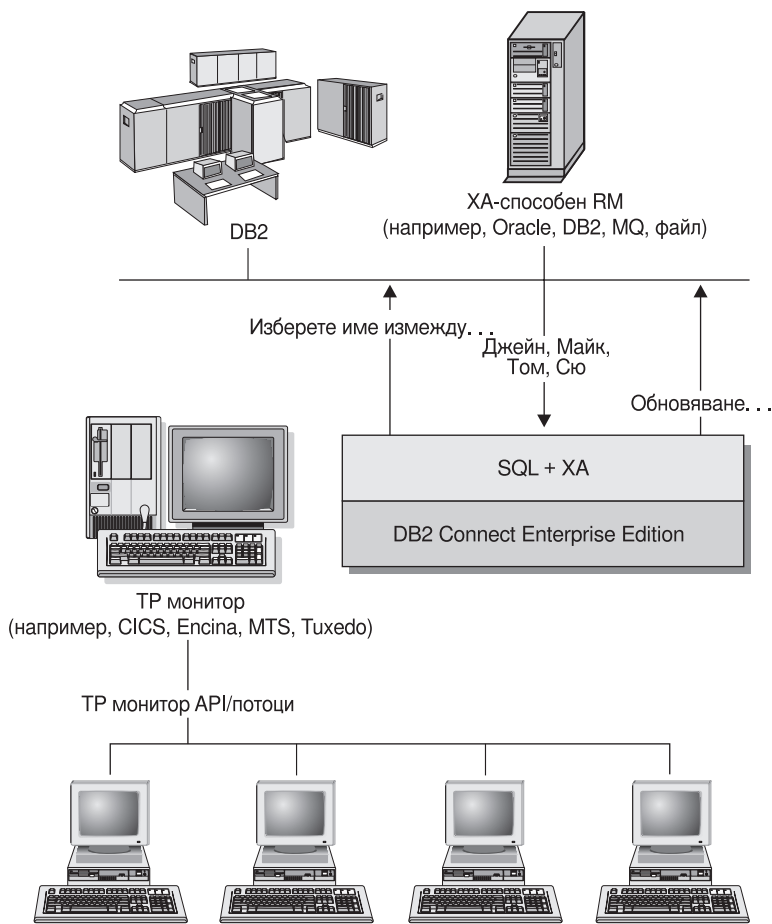 DB2
XA-способен RM
(например, Oracle, DB2, MQ, файл)
Изберете име измежду. . .
Джейн, Майк,
Том, Сю
Обновяване. . .
SQL + XA
DB2 Connect Enterprise Edition
TP монитор
(например, CICS, Encina, MTS, Tuxedo)
TP монитор API/потоци